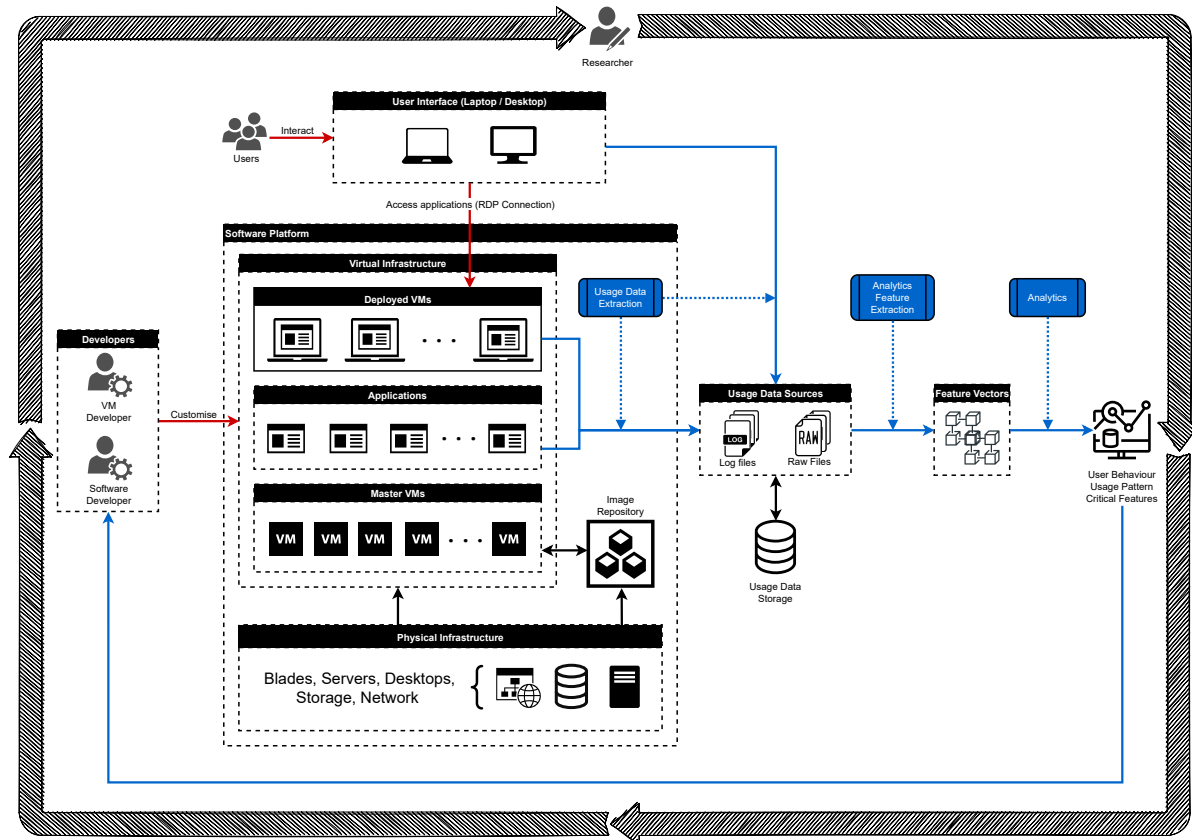 Researcher
User Interface (Laptop / Desktop)
Interact
Users
Access applications (RDP Connection)
Software Platform
Virtual Infrastructure
Deployed VMs
Usage Data
Extraction
Analytics
Feature
Extraction
Analytics
Developers
VM
Developer
Software
Developer
Customise
Applications
Usage Data Sources
LOG
Log files
RAW
Raw Files
Feature Vectors
User Behaviour
Usage Pattern
Critical Features
Master VMs
VM
VM
VM
VM
VM
Image
Repository
Usage Data
Storage
Physical Infrastructure
Blades, Servers, Desktops,
Storage, Network